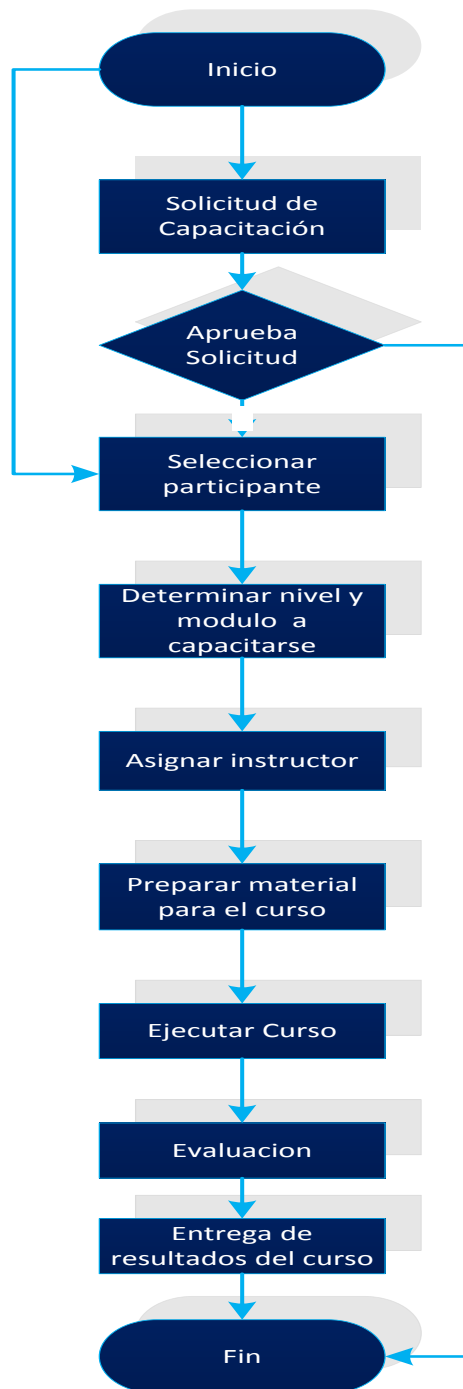 Inicio
Solicitud de
Capacitación
Aprueba
Solicitud
Seleccionar
participante
Determinar nivel y
modulo a
capacitarse
Asignar instructor
Preparar material
para el curso
Ejecutar Curso
Evaluacion
Entrega de
resultados del curso
Fin